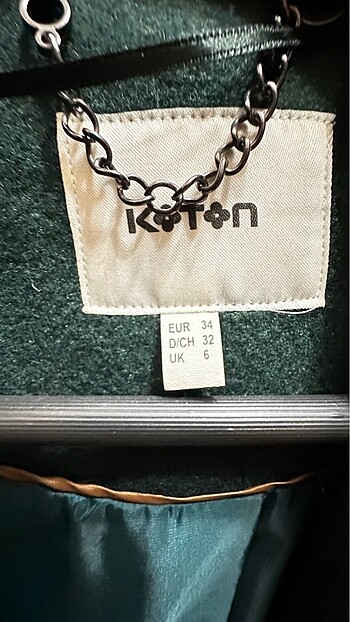 KOTON
EUR 34
D/CH 32
UK 6